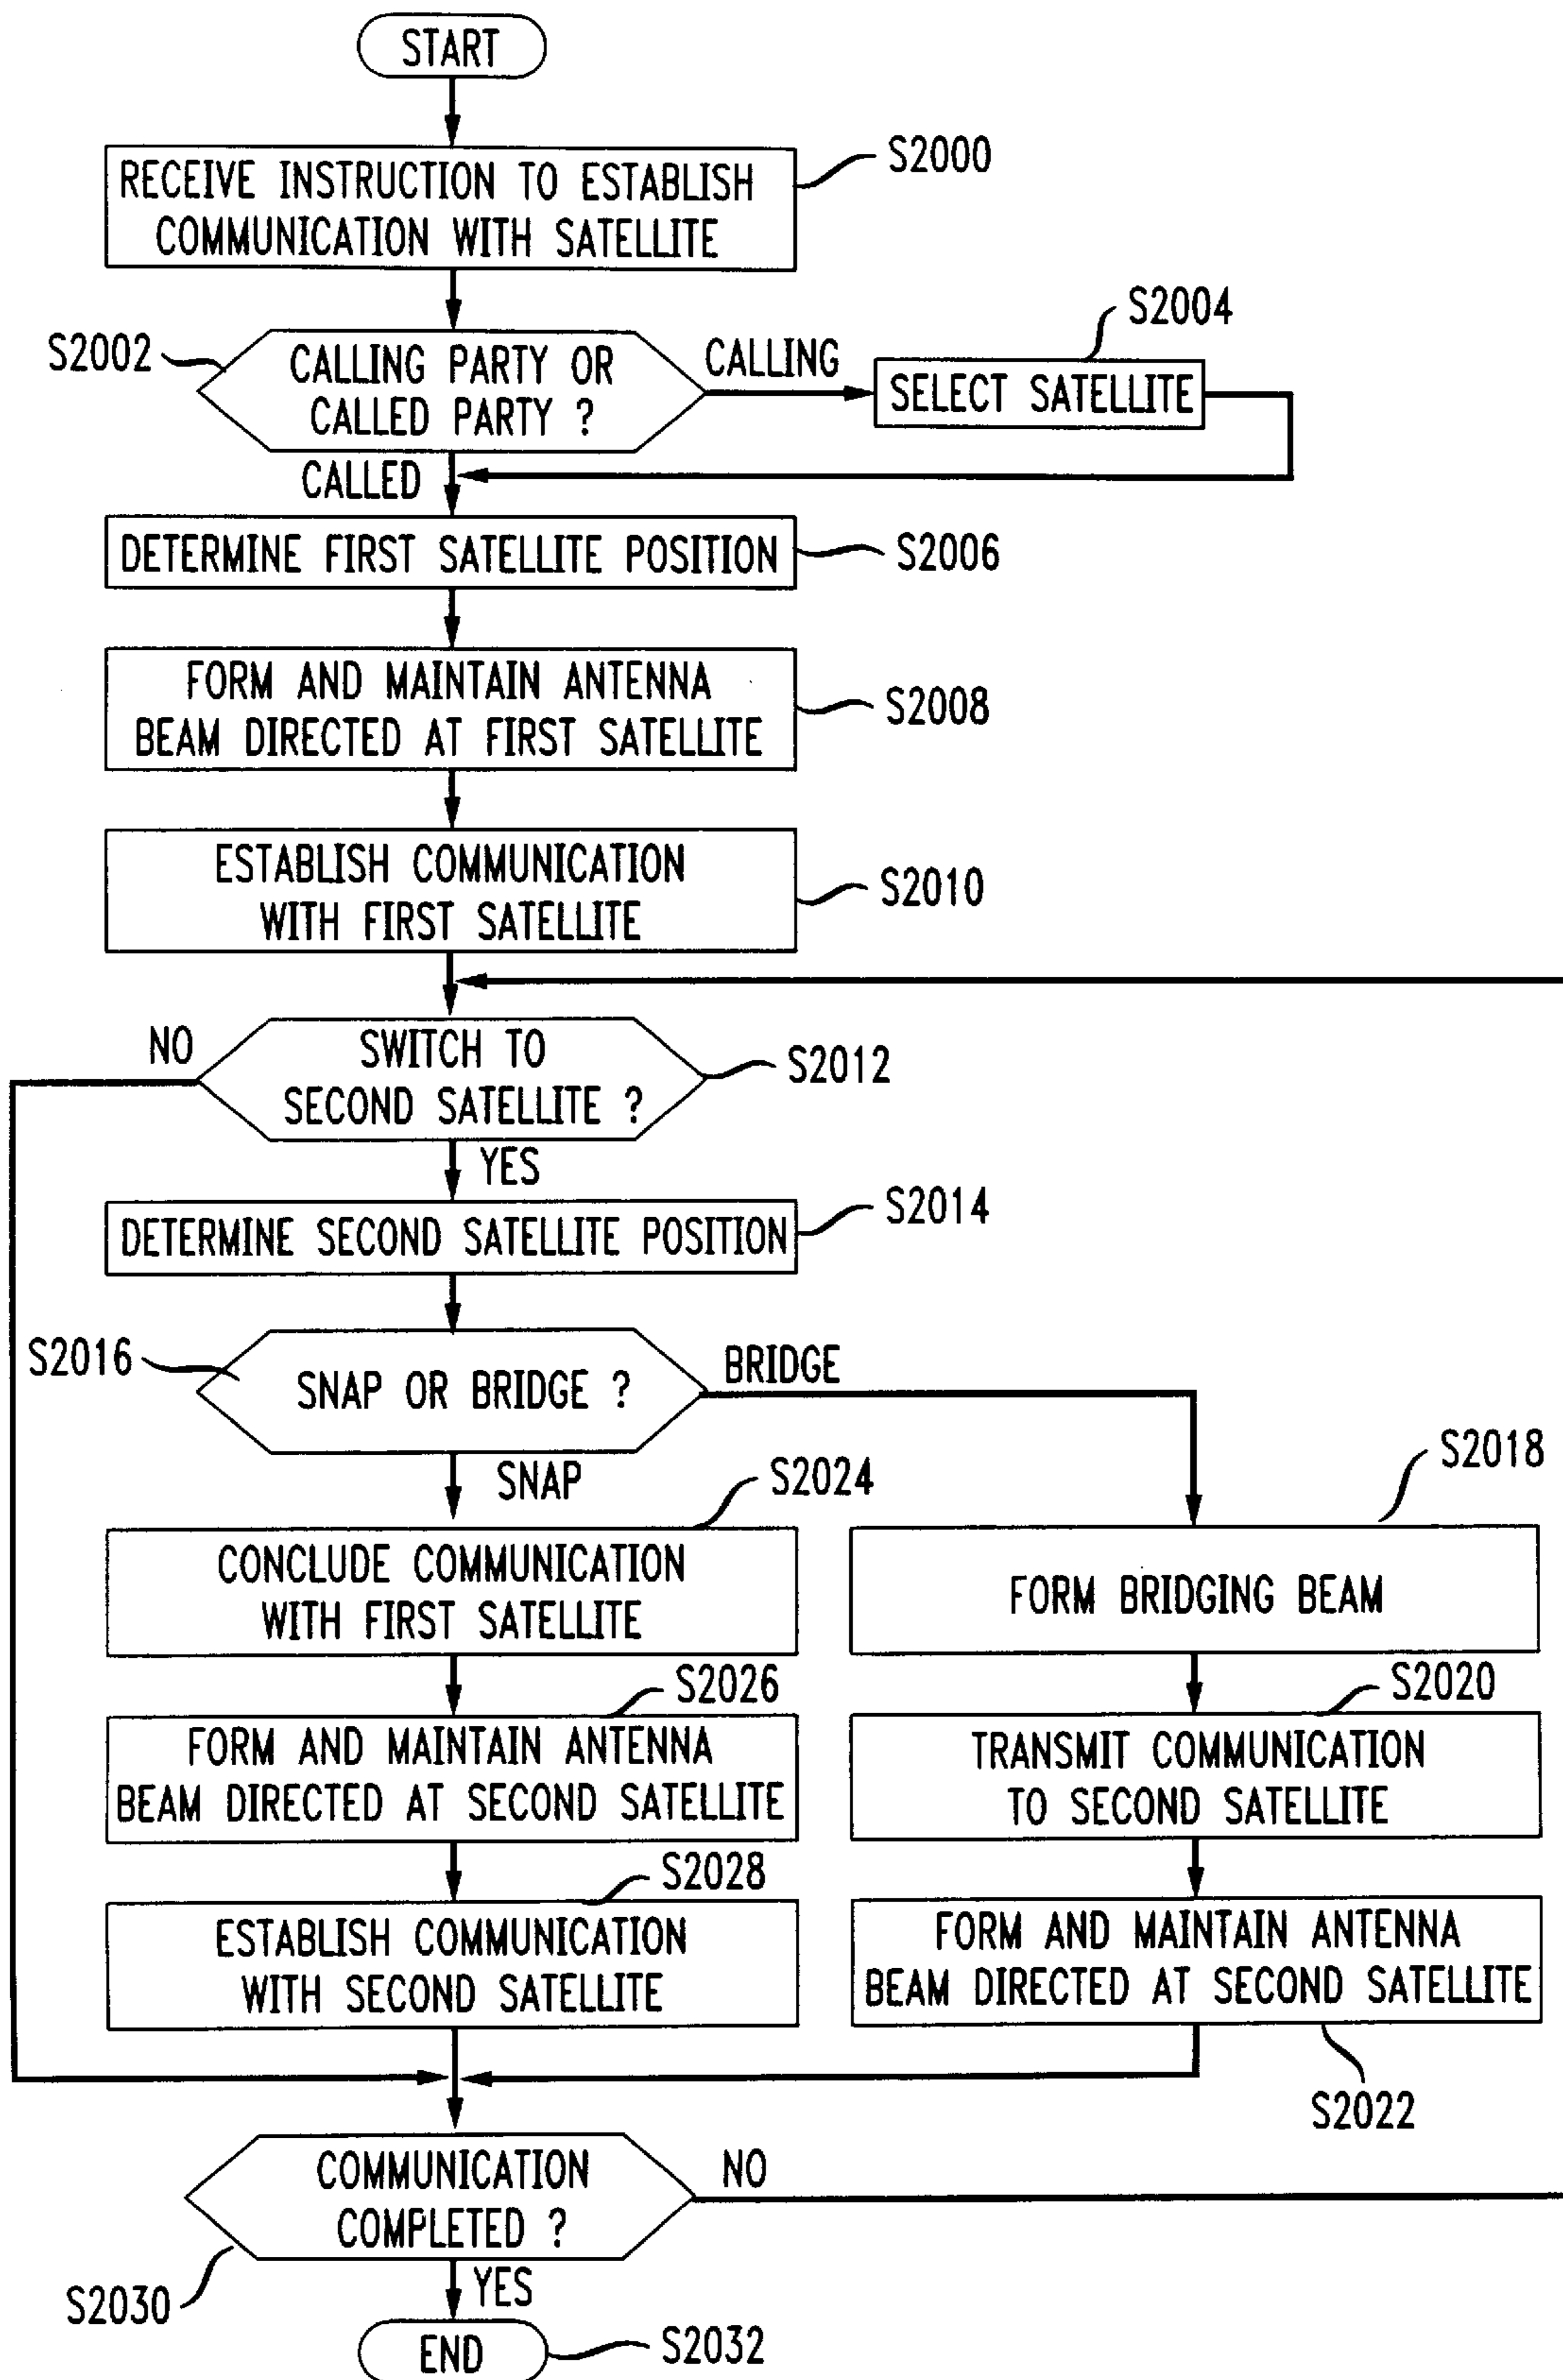 START
RECEIVE INSTRUCTION TO ESTABLISH
COMMUNICATION WITH SATELLITE
S2000
S2002
CALLING PARTY OR
CALLED PARTY ?
CALLING
S2004
SELECT SATELLITE
CALLED
DETERMINE FIRST SATELLITE POSITION
S2006
FORM AND MAINTAIN ANTENNA
BEAM DIRECTED AT FIRST SATELLITE
S2008
ESTABLISH COMMUNICATION
WITH FIRST SATELLITE
S2010
NO
SWITCH TO
SECOND SATELLITE ?
S2012
YES
DETERMINE SECOND SATELLITE POSITION
S2014
S2016
SNAP OR BRIDGE ?
BRIDGE
SNAP
S2024
CONCLUDE COMMUNICATION
WITH FIRST SATELLITE
S2018
FORM BRIDGING BEAM
S2026
FORM AND MAINTAIN ANTENNA
BEAM DIRECTED AT SECOND SATELLITE
S2020
TRANSMIT COMMUNICATION
TO SECOND SATELLITE
S2028
ESTABLISH COMMUNICATION
WITH SECOND SATELLITE
FORM AND MAINTAIN ANTENNA
BEAM DIRECTED AT SECOND SATELLITE
S2022
COMMUNICATION
COMPLETED ?
NO
S2030
YES
END
S2032